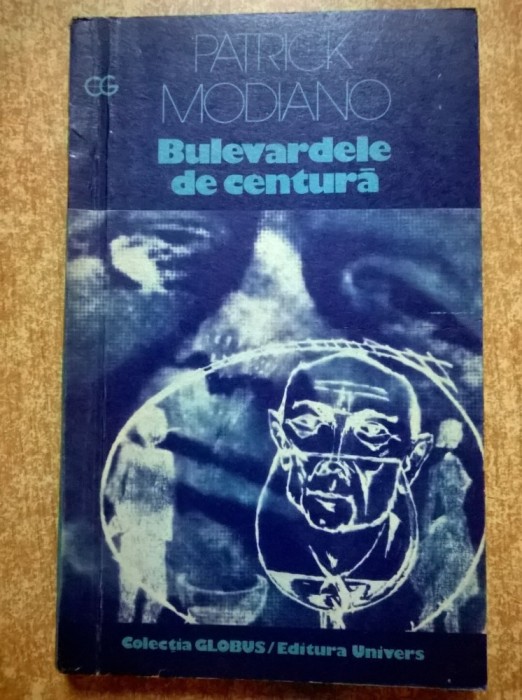 PATRICK
CG
MODIANO
Bulevardele
de centură
Colecția GLOBUS/Editura Univers